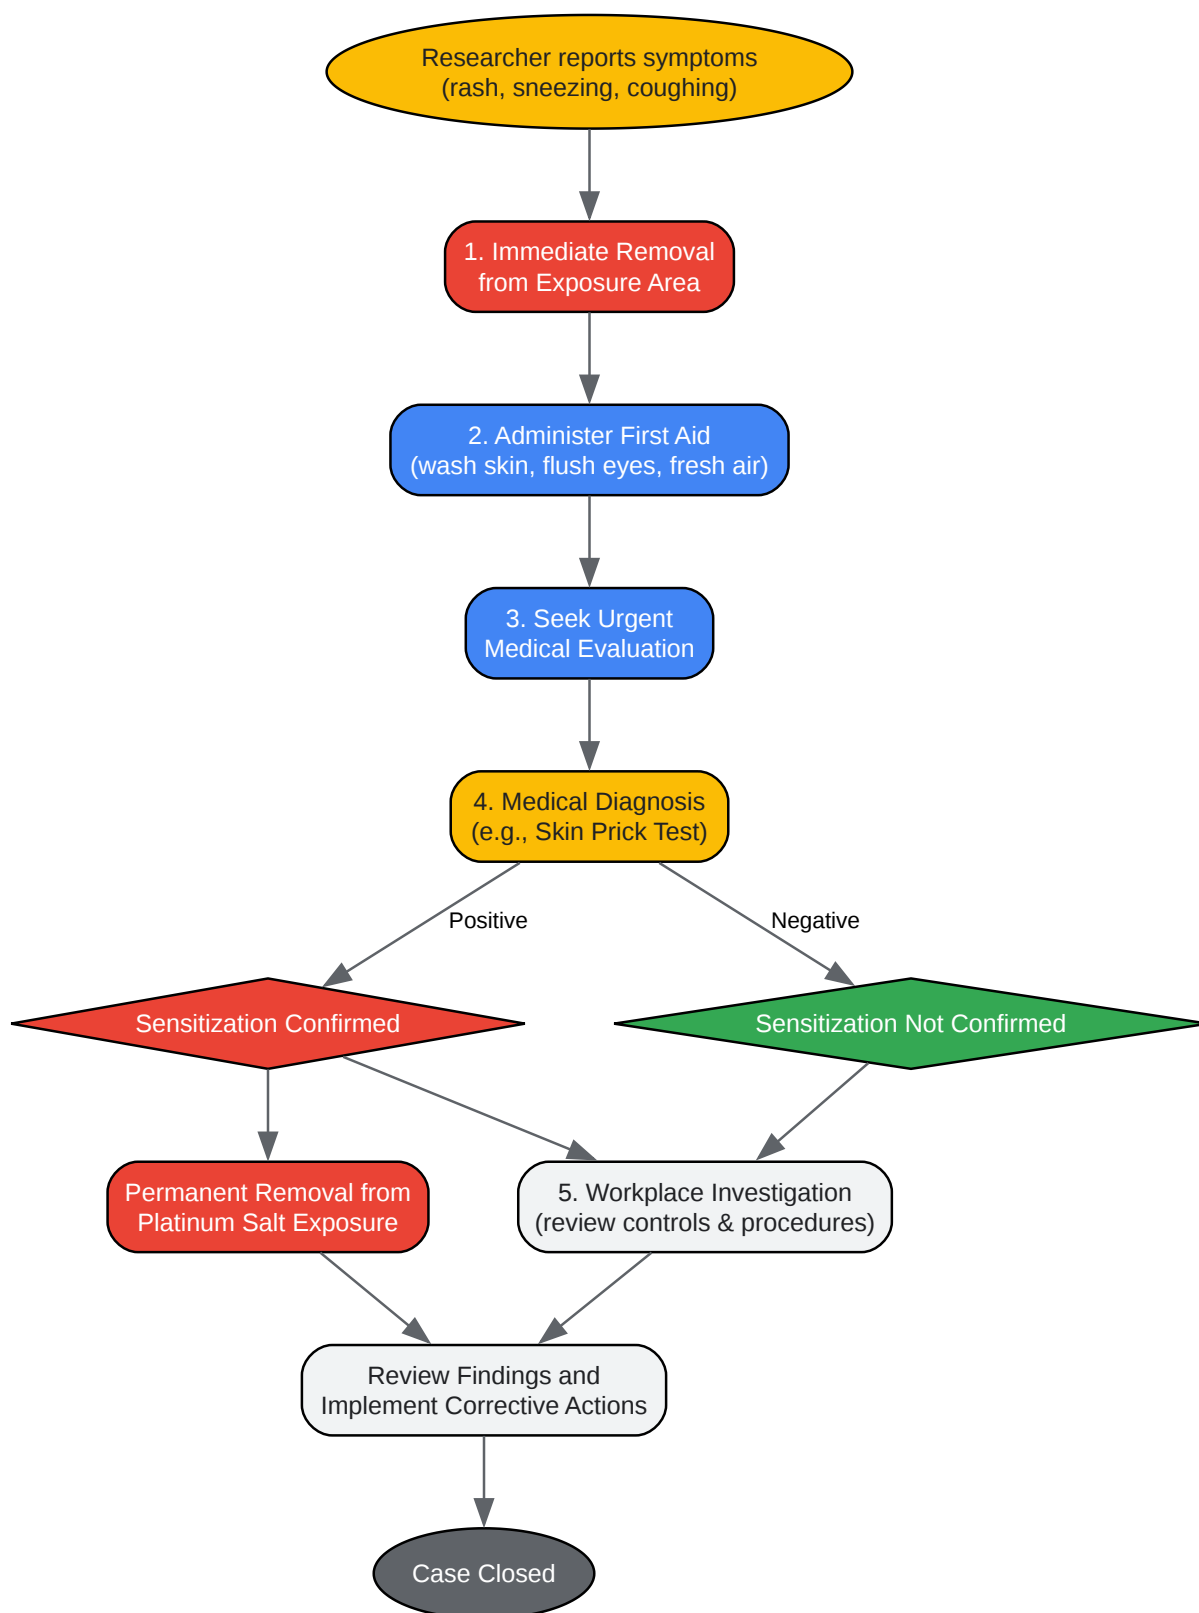 Researcher reports symptoms
(rash, sneezing, coughing)
1. Immediate Removal
from Exposure Area
2. Administer First Aid
(wash skin, flush eyes, fresh air)
3. Seek Urgent
Medical Evaluation
4. Medical Diagnosis
(e.g., Skin Prick Test)
Positive
Negative
Sensitization Confirmed
Sensitization Not Confirmed
Permanent Removal from
Platinum Salt Exposure
5. Workplace Investigation
(review controls & procedures)
Review Findings and
Implement Corrective Actions
Case Closed